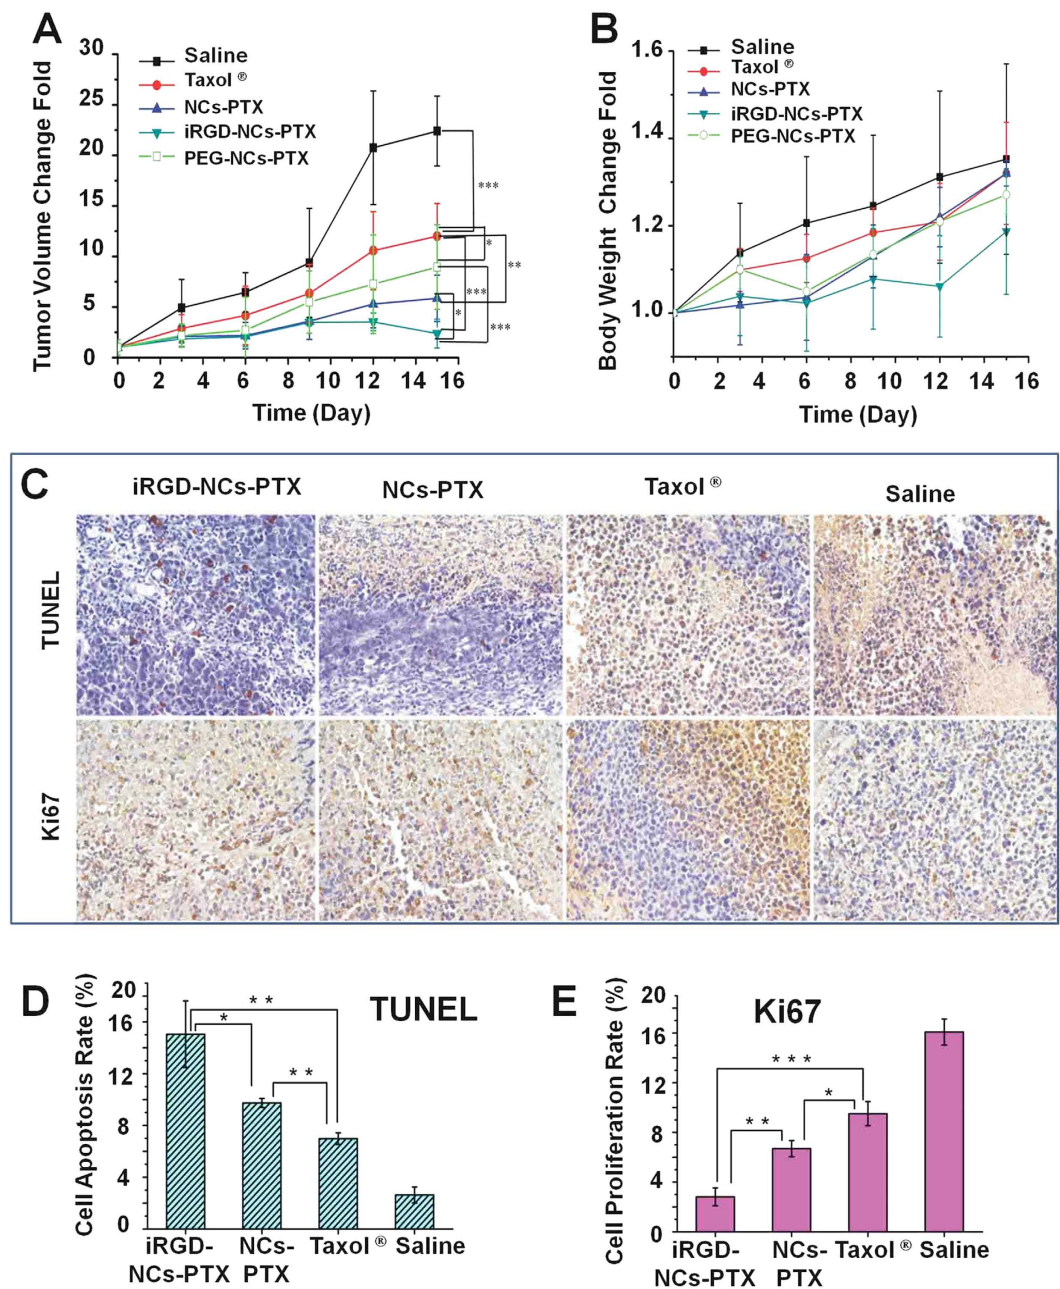 A
Tumor Volume Change Fold
30
25
20
15
10
5
0
Saline
Taxol ®
NCs-PTX
iRGD-NCs-PTX
PEG-NCs-PTX
***
*
**
***
*
***
0 2 4 6 8 10 12 14 16
Time (Day)
B
Body Weight Change Fold
1.6
1.4
1.2
1.0
Saline
Taxol ®
NCs-PTX
iRGD-NCs-PTX
PEG-NCs-PTX
0 2 4 6 8 10 12 14 16
Time (Day)
C
iRGD-NCs-PTX NCs-PTX Taxol ® Saline
TUNEL
Ki67
D
TUNEL
Cell Apoptosis Rate (%)
20
16
12
8
4
0
* *
*
* *
iRGD- NCs- Taxol ® Saline
NCs-PTX PTX
E
Ki67
Cell Proliferation Rate (%)
20
16
12
8
4
0
* * *
*
* *
iRGD- NCs- Taxol ® Saline
NCs-PTX PTX